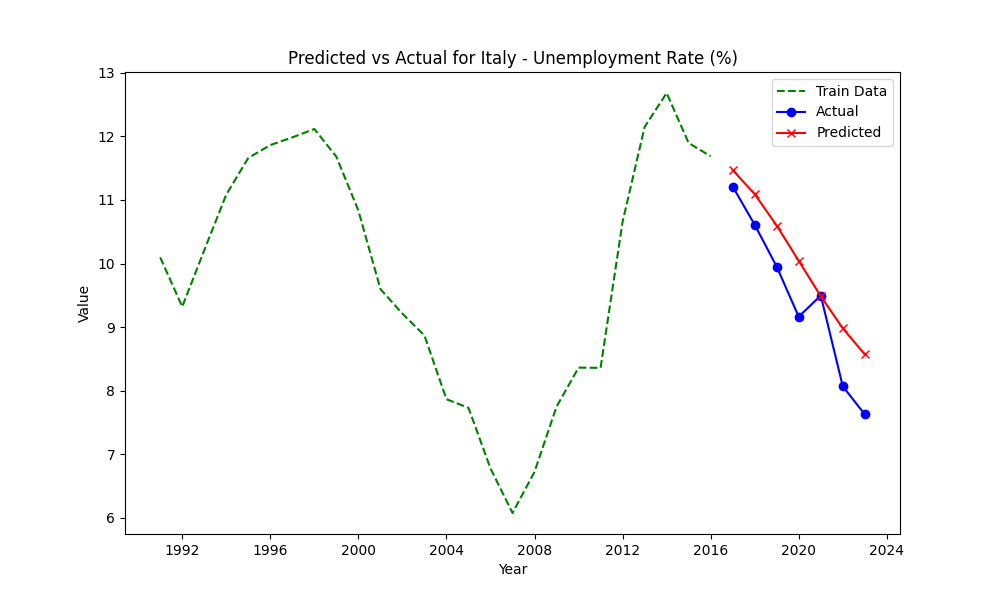 Predicted vs Actual for Italy - Unemployment Rate (%)
Train Data
Actual
Predicted
Value
13
12
11
10
9
8
7
6
1992 1996 2000 2004 2008 2012 2016 2020 2024
Year